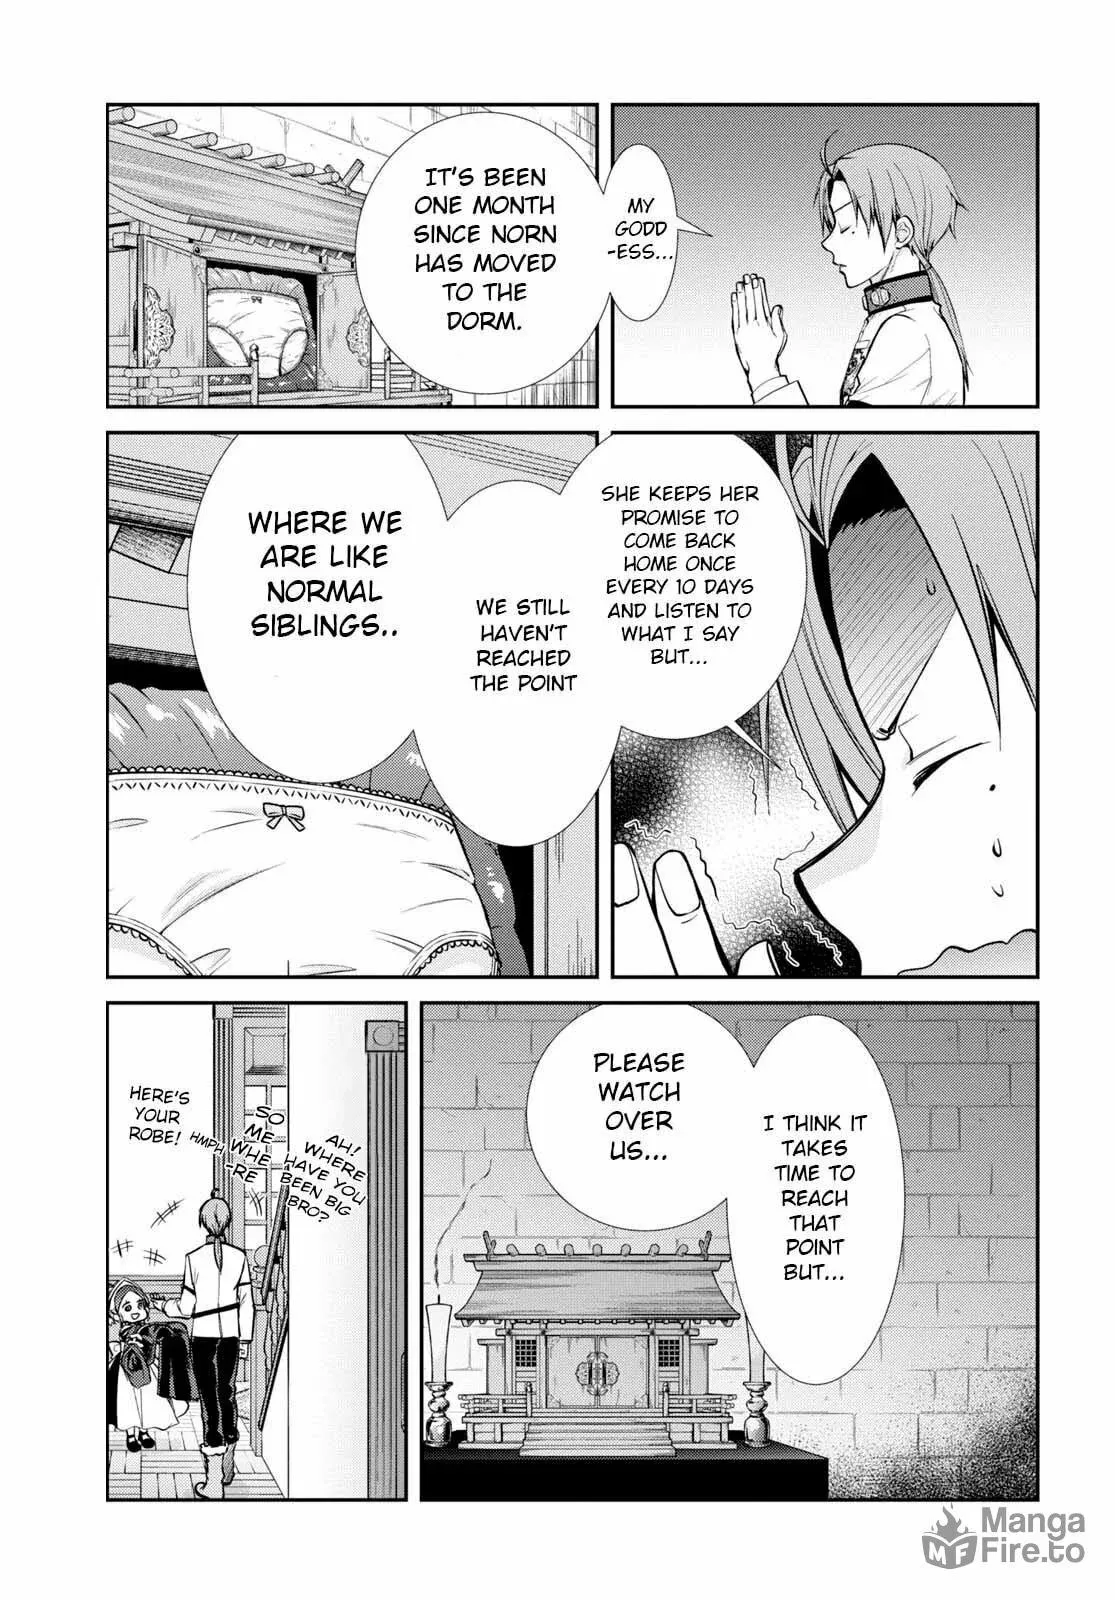 MY
GODD
-ESS...
IT'S BEEN
ONE MONTH
SINCE NORN
HAS MOVED
TO THE
DORM.
SHE KEEPS HER
PROMISE TO
COME BACK
HOME ONCE
EVERY 10 DAYS
AND LISTEN TO
WHAT I SAY
BUT...
WE STILL
HAVEN'T
REACHED
THE POINT
WHERE WE
ARE LIKE
NORMAL
SIBLINGS..
I THINK IT
TAKES
TIME TO
REACH
THAT
POINT
BUT...
PLEASE
WATCH
OVER
US...
AH!
WHERE
HAVE YOU
BEEN BIG
BRO?
SO
ME
WHE
-RE
HMPH
HERE'S
YOUR
ROBE!
Manga
MF Fire.to